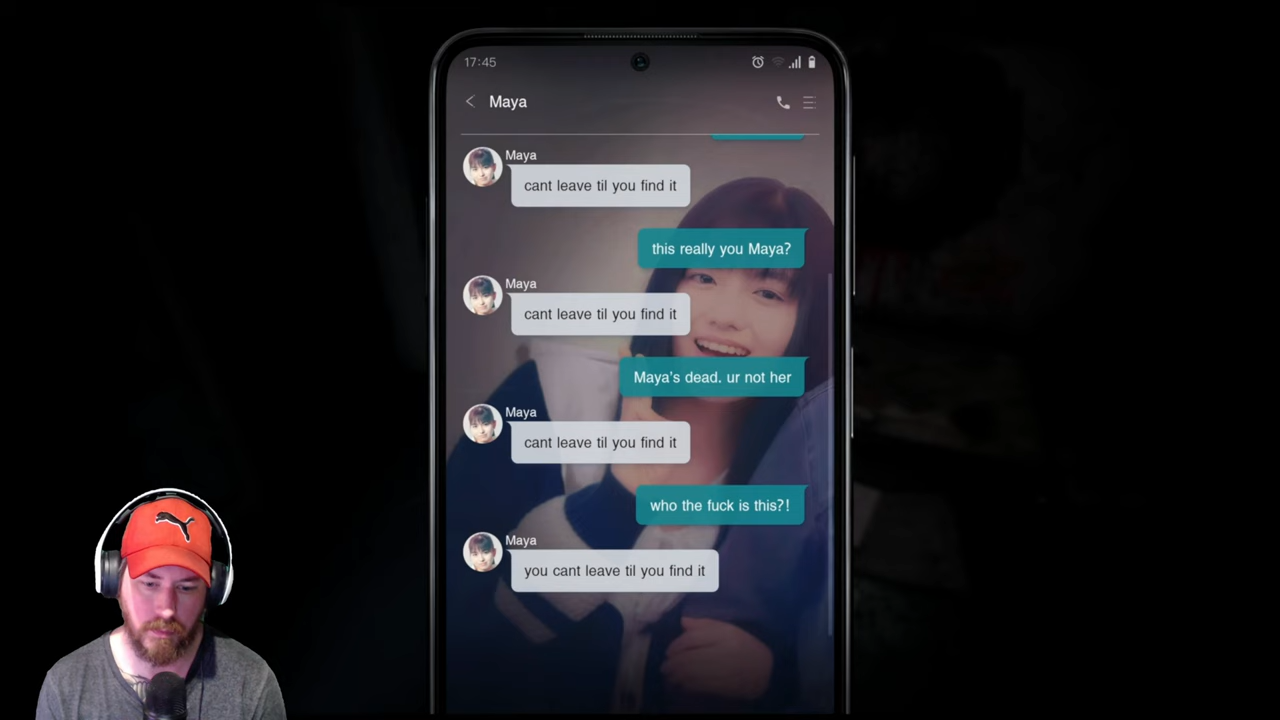 17:45
Maya
Maya
cant leave til you find it
this really you Maya?
Maya
cant leave til you find it
Maya's dead. ur not her
Maya
cant leave til you find it
who the fuck is this?!
Maya
you cant leave til you find it